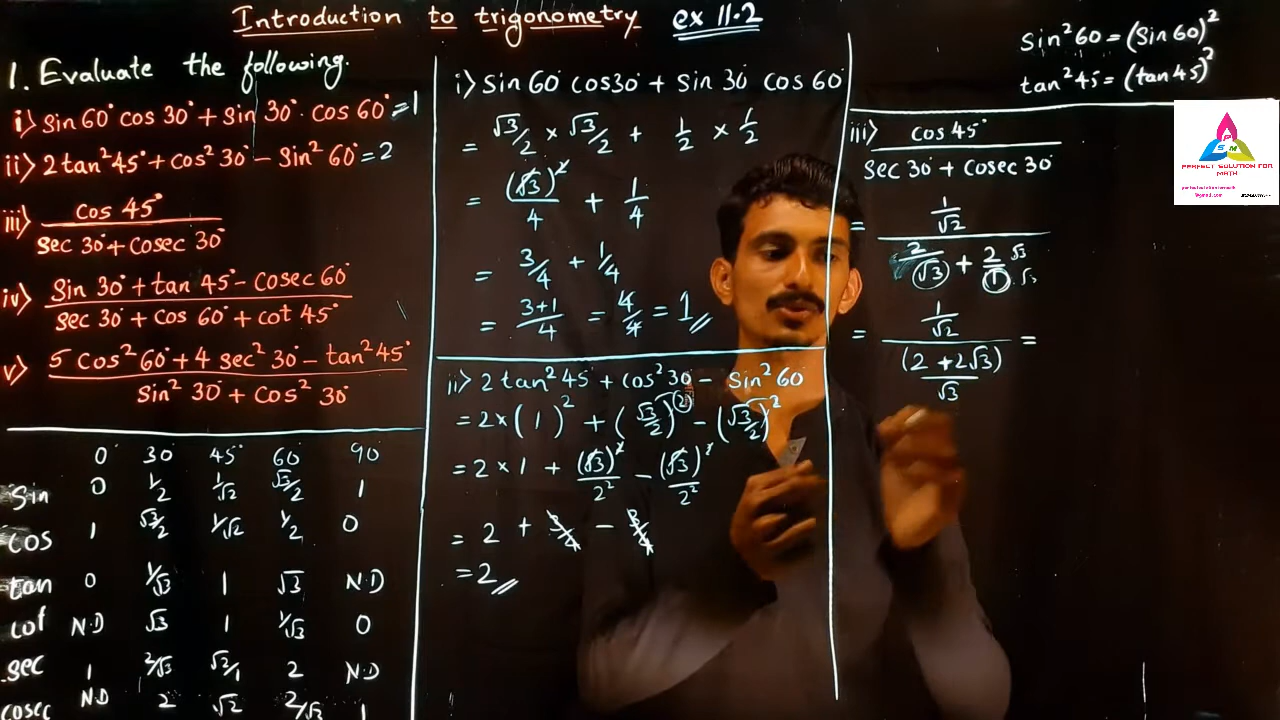 Introduction to trigonometry ex 11.2
1. Evaluate the following.
i) sin 60° cos 30° + sin 30° · cos 60° = 1
ii) 2 tan² 45° + cos² 30° – sin² 60° = 2
iii) cos 45° / sec 30° + cosec 30°
iv) sin 30° + tan 45° – cosec 60° / sec 30° + cos 60° + cot 45°
v) 5 cos² 60° + 4 sec² 30° – tan² 45° / sin² 30° + cos² 30°
0° 30° 45° 60° 90
sin 0 1/2 1/√2 √3/2 1
cos 1 √3/2 1/√2 1/2 0
tan 0 1/√3 1 √3 N·D
cot N·D √3 1 1/√3 0
sec 1 2/√3 √2/1 2 N·D
cosec N·D 2 √2 2/√3 1
i) sin 60° cos 30° + sin 30° cos 60°
= √3/2 × √3/2 + 1/2 × 1/2
= (√3)²/4 + 1/4
= 3/4 + 1/4
= 3+1/4 = 4/4 = 1
ii) 2 tan² 45° + cos² 30 – sin² 60°
= 2 × (1)² + (√3/2)² – (√3/2)²
= 2 × 1 + (√3)²/2² – (√3)²/2²
= 2 + 3/4 – 3/4
= 2
sin² 60 = (sin 60)²
tan² 45 = (tan 45)²
iii) cos 45° / sec 30° + cosec 30°
= 1/√2 / 2/√3 + 2/1 √3 · √3
= 1/√2 / (2 + 2√3)/√3 =
PSM
PERFECT SOLUTION FOR MATH